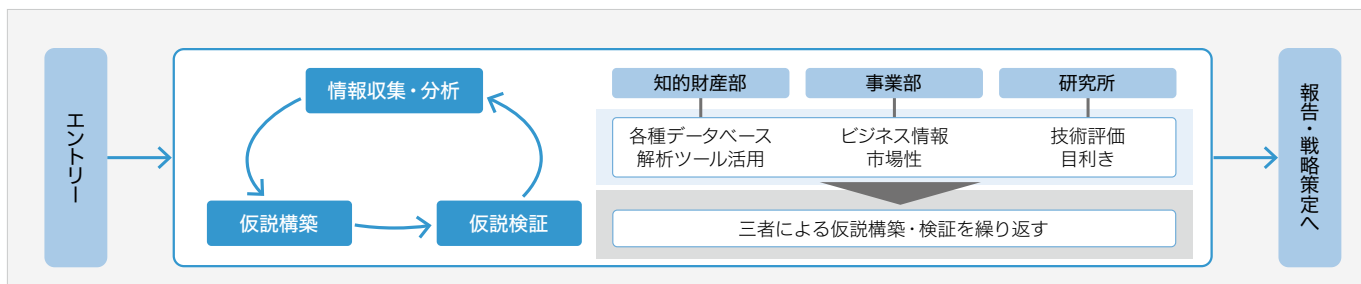 エントリー
情報収集・分析
仮説構築
仮説検証
知的財産部
各種データベース
解析ツール活用
事業部
ビジネス情報
市場性
研究所
技術評価
目利き
三者による仮説構築・検証を繰り返す
報告・戦略策定へ